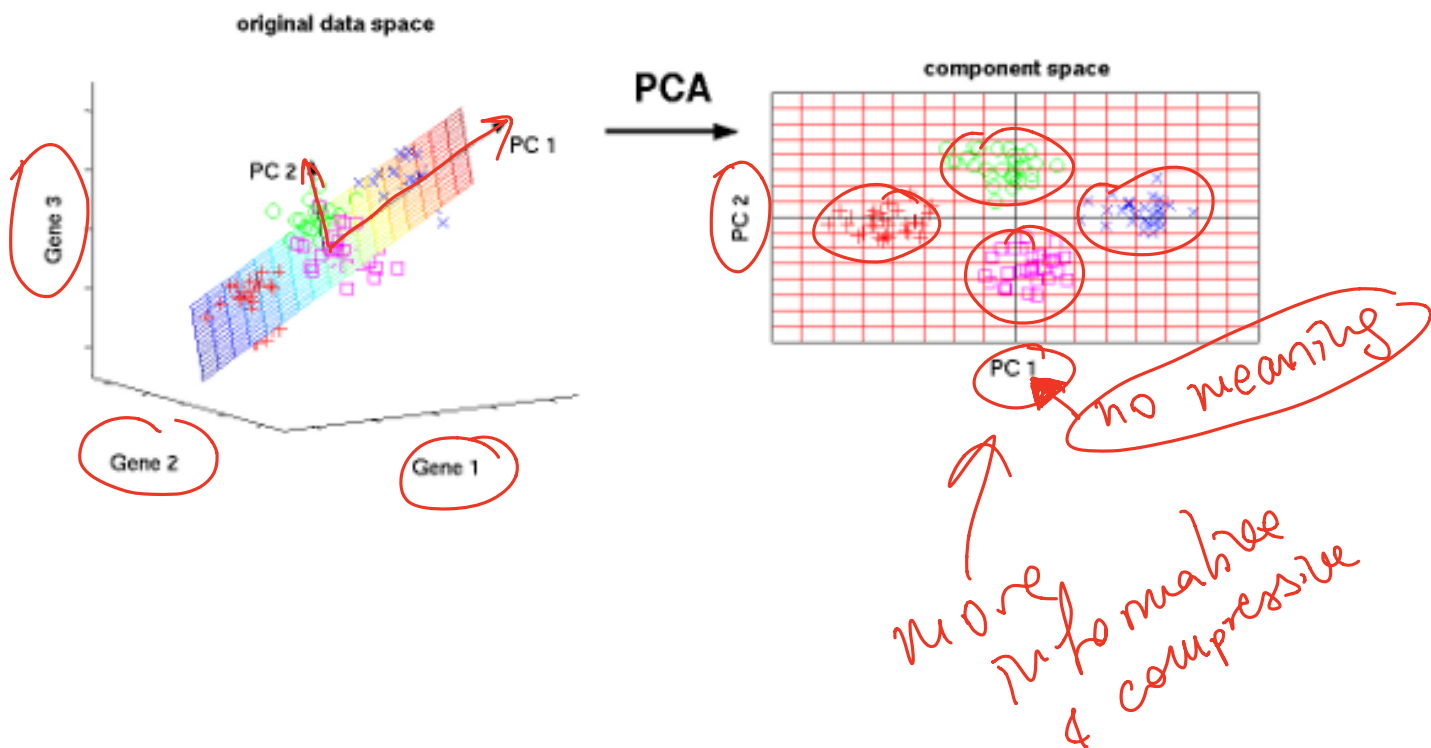 original data space
component space
PCA
PC 1
PC 2
Gene 3
PC 2
Gene 2
Gene 1
PC 1
no meaning
more
informative
& compressive